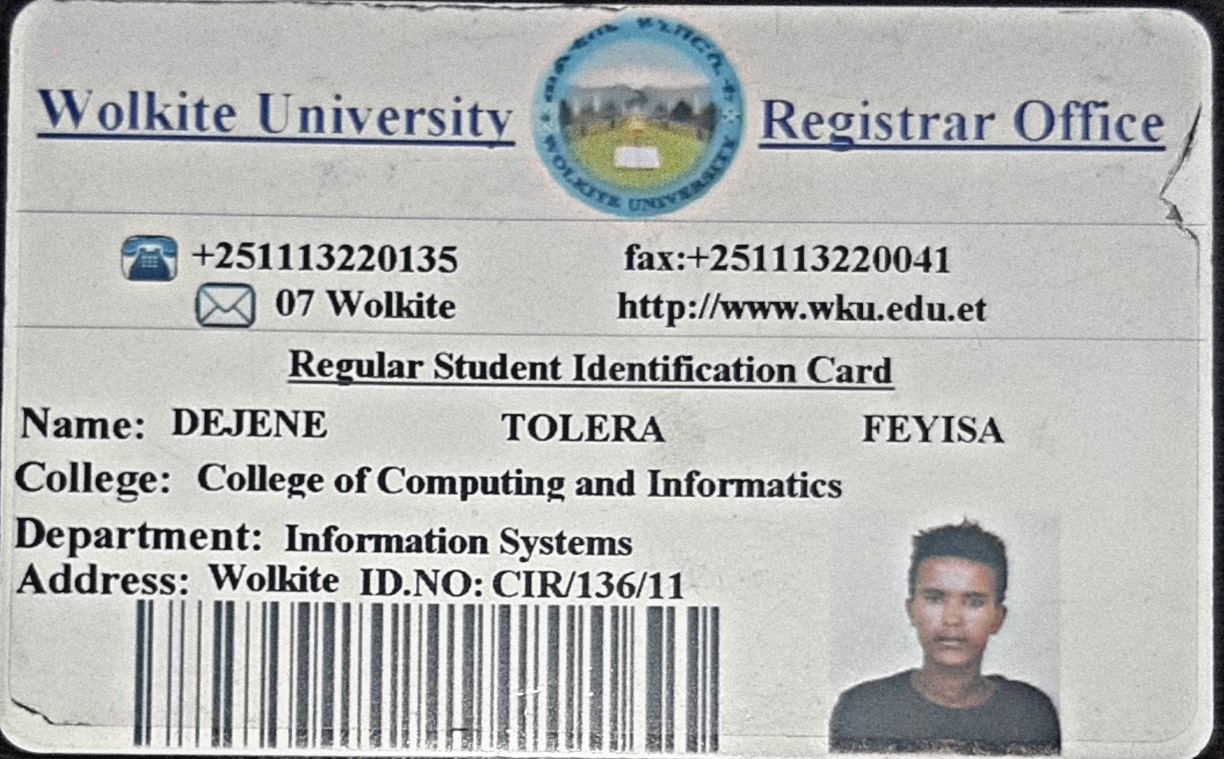 Wolkite University
ወልቂጤ ዩኒቨርሲቲ
WOLKITE UNIVERSITY
Registrar Office
+251113220135 fax:+251113220041
07 Wolkite http://www.wku.edu.et
Regular Student Identification Card
Name: DEJENE TOLERA FEYISA
College: College of Computing and Informatics
Department: Information Systems
Address: Wolkite ID.NO: CIR/136/11